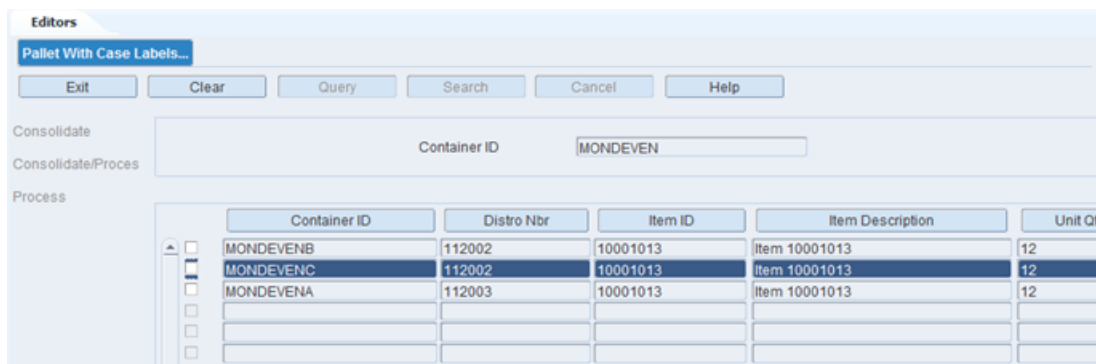 Editors
Pallet With Case Labels...
Exit Clear Query Search Cancel Help
Consolidate
Container ID MONDEVEN
Consolidate/Proces
Process
Container ID Distro Nbr Item ID Item Description Unit Qt
MONDEVENB 112002 10001013 Item 10001013 12
MONDEVENC 112002 10001013 Item 10001013 12
MONDEVENA 112003 10001013 Item 10001013 12